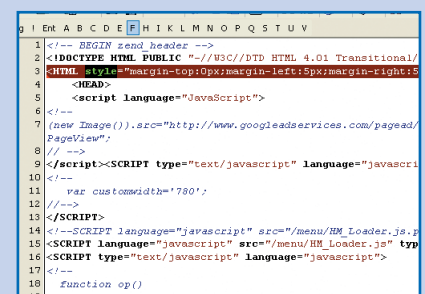 g ! Ent A B C D E F H I K L M N O P Q S T U V
1 <!-- BEGIN zend_header -->
2 <!DOCTYPE HTML PUBLIC "-//W3C//DTD HTML 4.01 Transitional/
3 <HTML style="margin-top:0px;margin-left:5px;margin-right:5
4 <HEAD>
5 <script language="JavaScript">
6 <!--
7 (new Image()).src="http://www.googleadservices.com/pagead/
PageView";
8 // -->
9 </script><SCRIPT type="text/javascript" language="javascri
10 <!--
11 var customwidth='780';
12 //-->
13 </SCRIPT>
14 <!--SCRIPT language="javascript" src="/menu/HM_Loader.js.p
15 <SCRIPT language="javascript" src="/menu/HM_Loader.js" typ
16 <SCRIPT type="text/javascript" language="javascript">
17 <!--
18 function op()